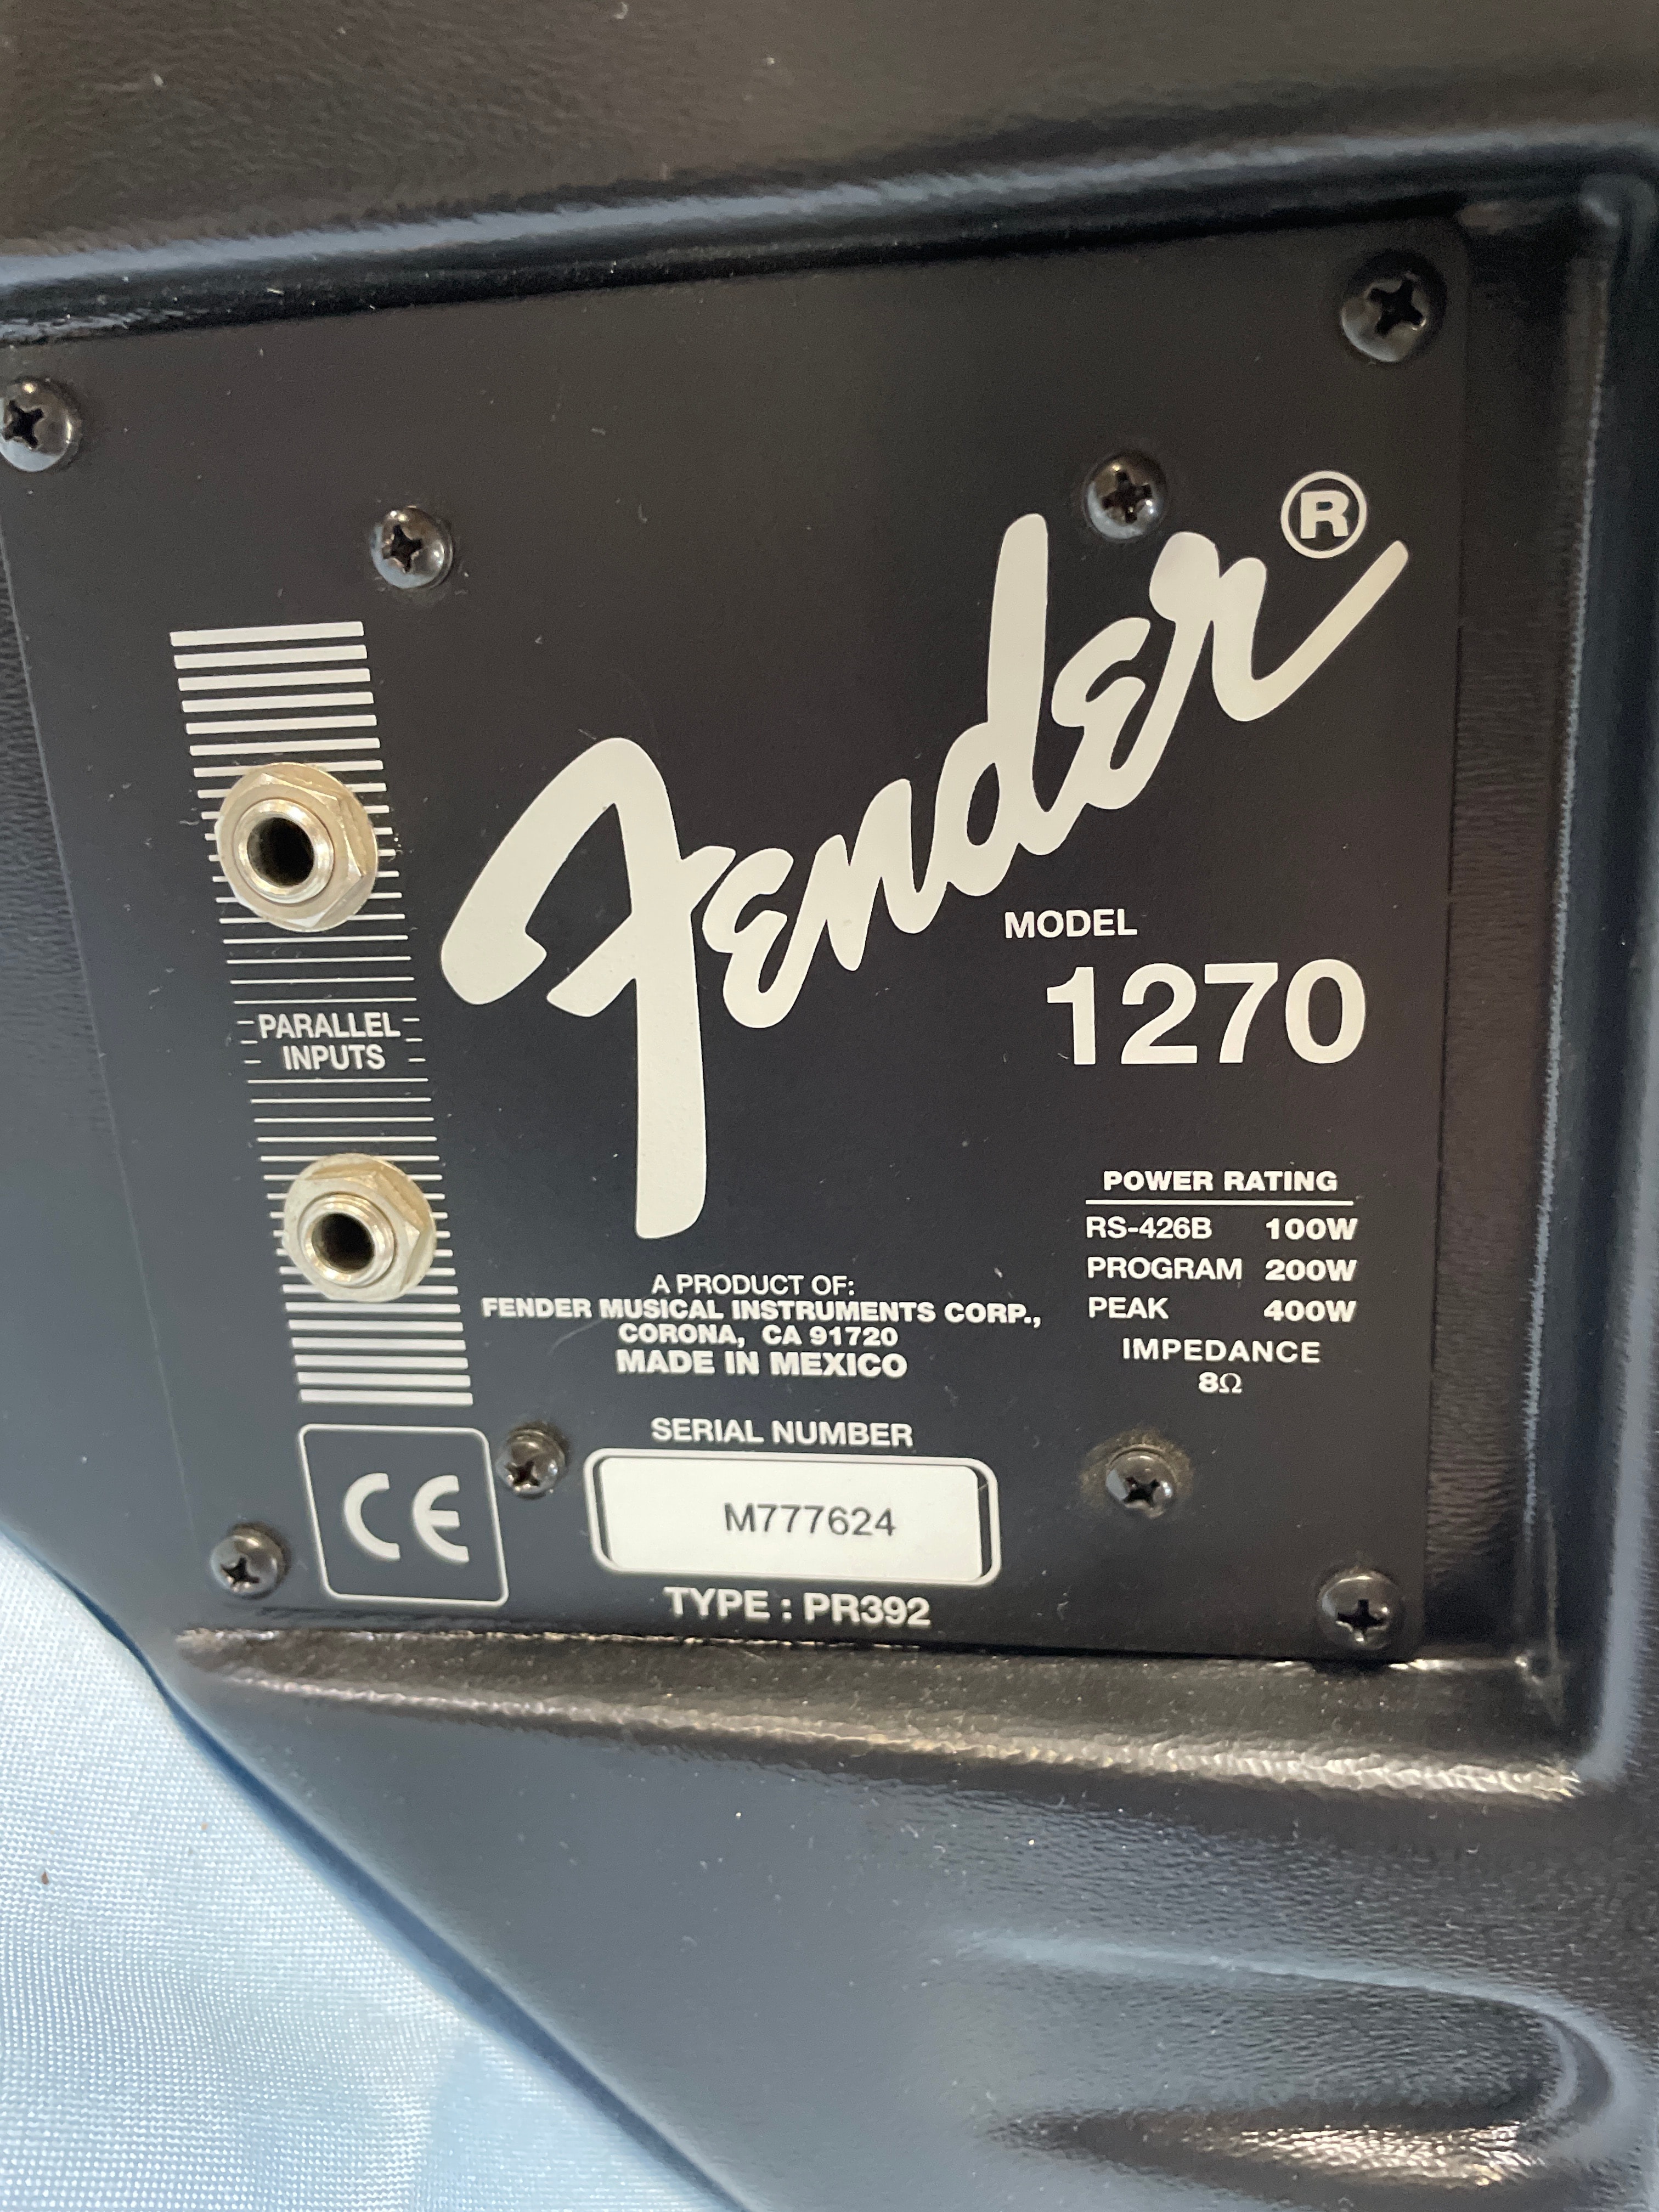 Fender®
MODEL
1270
PARALLEL
INPUTS
POWER RATING
RS-426B 100W
PROGRAM 200W
PEAK 400W
IMPEDANCE
8Ω
A PRODUCT OF:
FENDER MUSICAL INSTRUMENTS CORP.,
CORONA, CA 91720
MADE IN MEXICO
SERIAL NUMBER
M777624
TYPE : PR392
CE